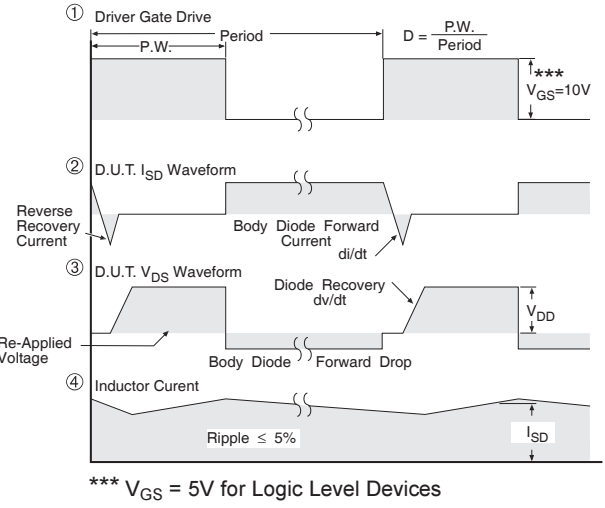 ① Driver Gate Drive
P.W.
Period
D = P.W.
Period
***
VGS=10V
② D.U.T. ISD Waveform
Reverse
Recovery
Current
Body Diode Forward
Current
di/dt
③ D.U.T. VDS Waveform
Diode Recovery
dv/dt
VDD
Re-Applied
Voltage
Body Diode Forward Drop
④ Inductor Curent
Ripple ≤ 5%
ISD
*** VGS = 5V for Logic Level Devices